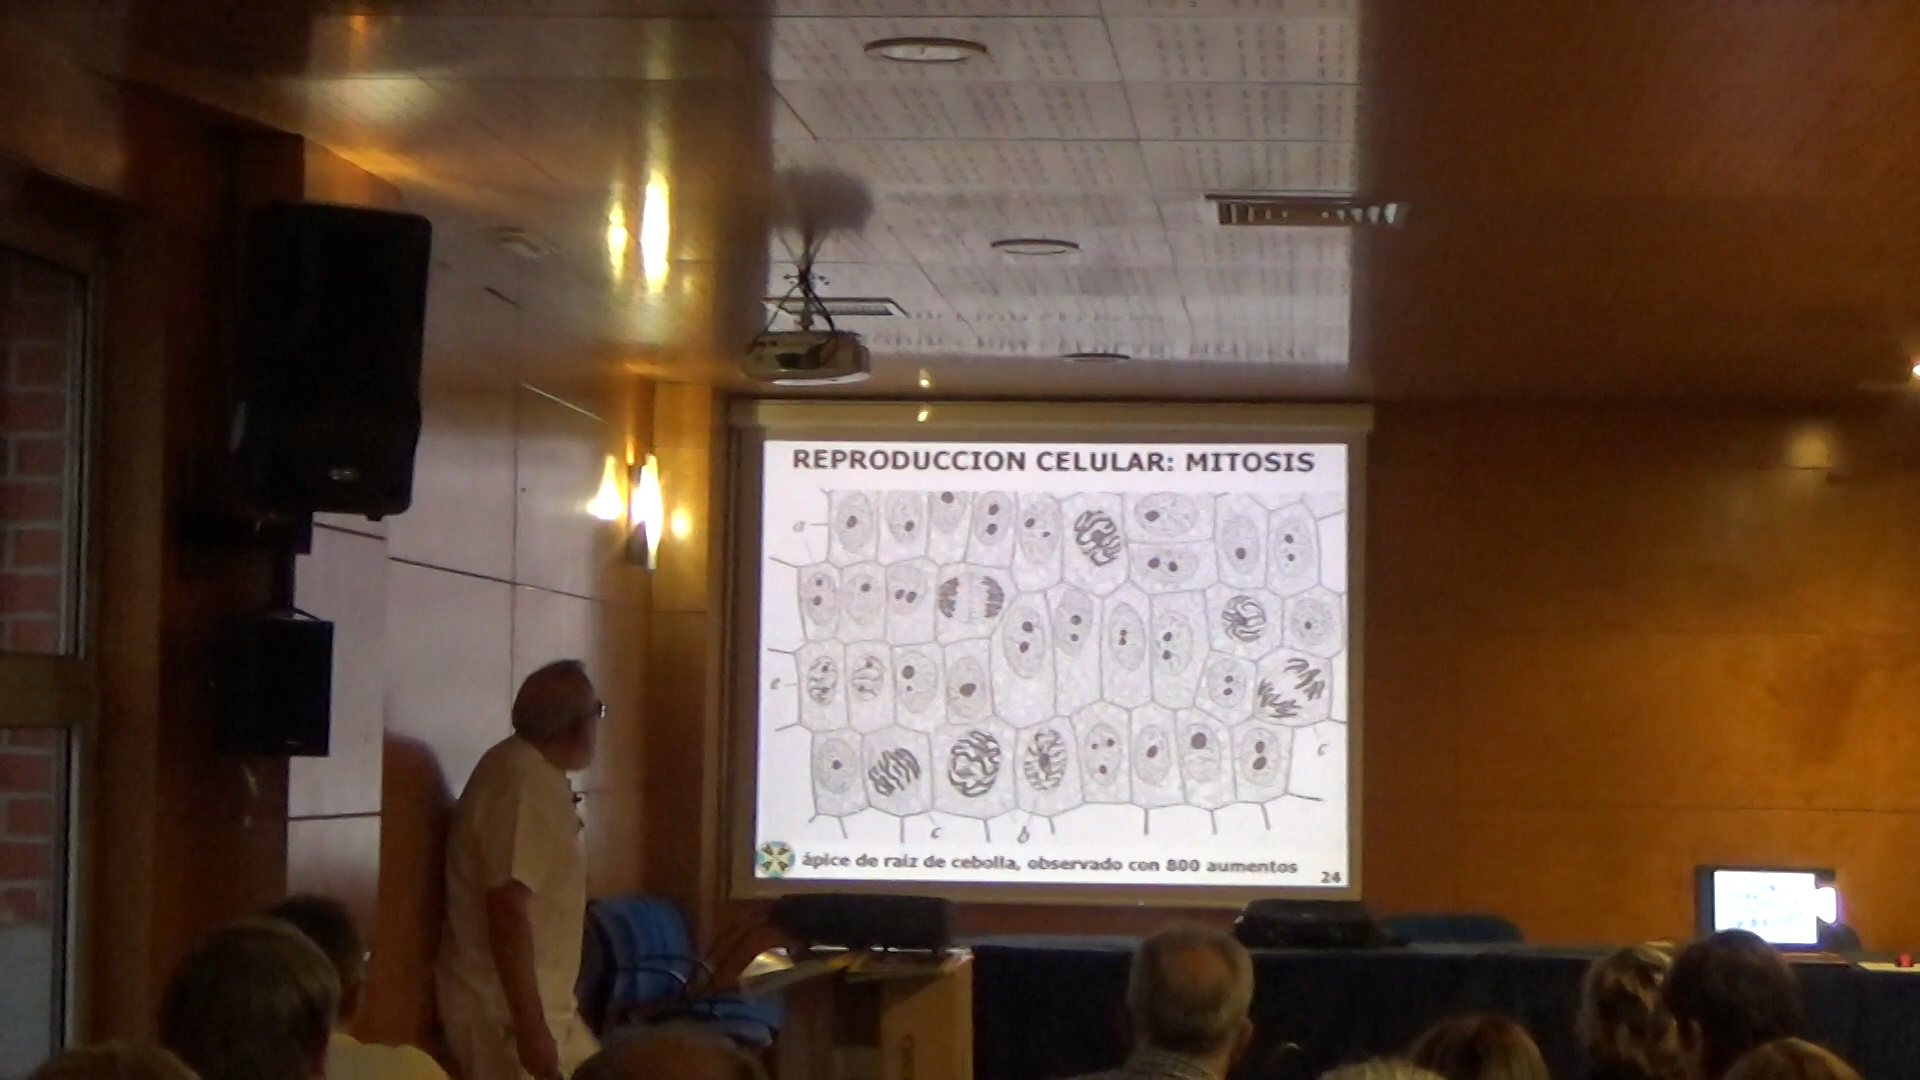 REPRODUCCION CELULAR: MITOSIS
a
e
c
c
b
ápice de raiz de cebolla, observado con 800 aumentos
24